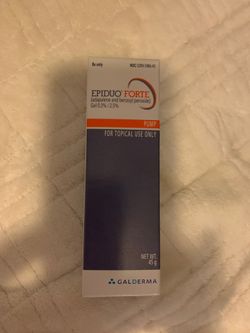 Rx only
EPIDUO® FORTE
(adapalene and benzoyl peroxide)
Gel 0.3% / 2.5%
PUMP
FOR TOPICAL USE ONLY
NET WT.
45 g
GALDERMA